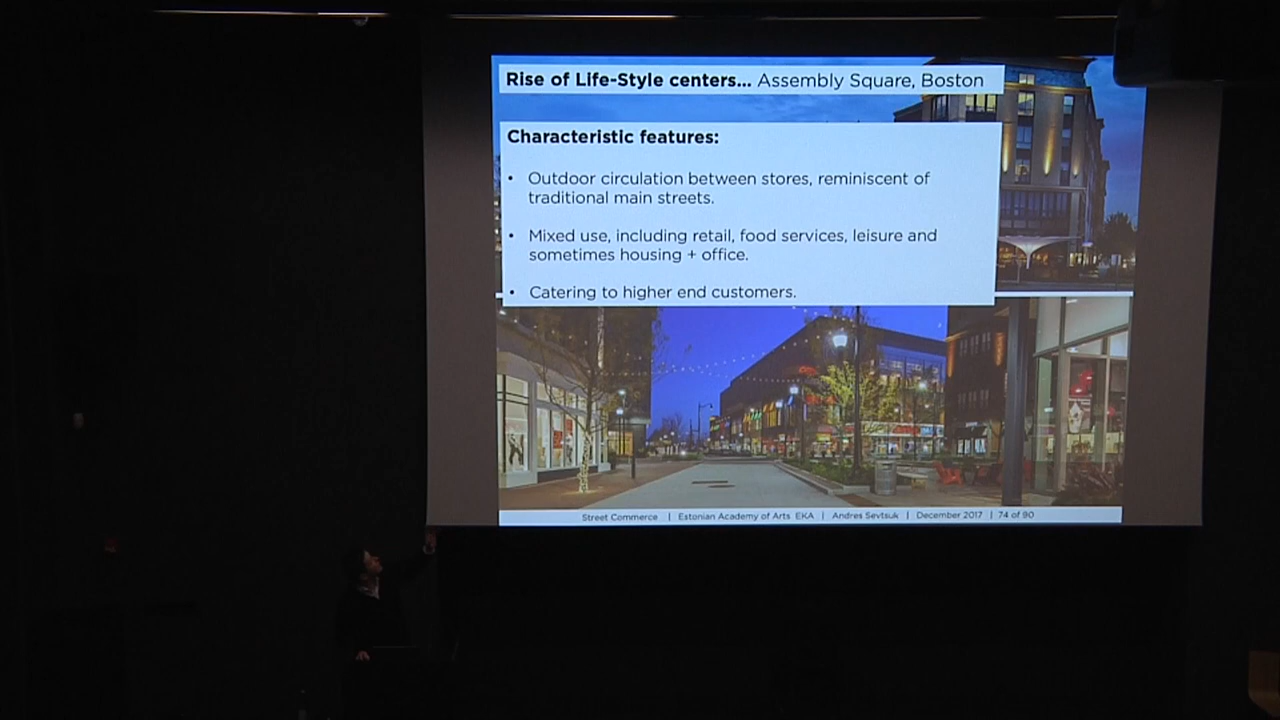 Rise of Life-Style centers... Assembly Square, Boston
Characteristic features:
• Outdoor circulation between stores, reminiscent of
traditional main streets.
• Mixed use, including retail, food services, leisure and
sometimes housing + office.
• Catering to higher end customers.
Street Commerce | Estonian Academy of Arts EKA | Andres Sevtsuk | December 2017 | 74 of 90